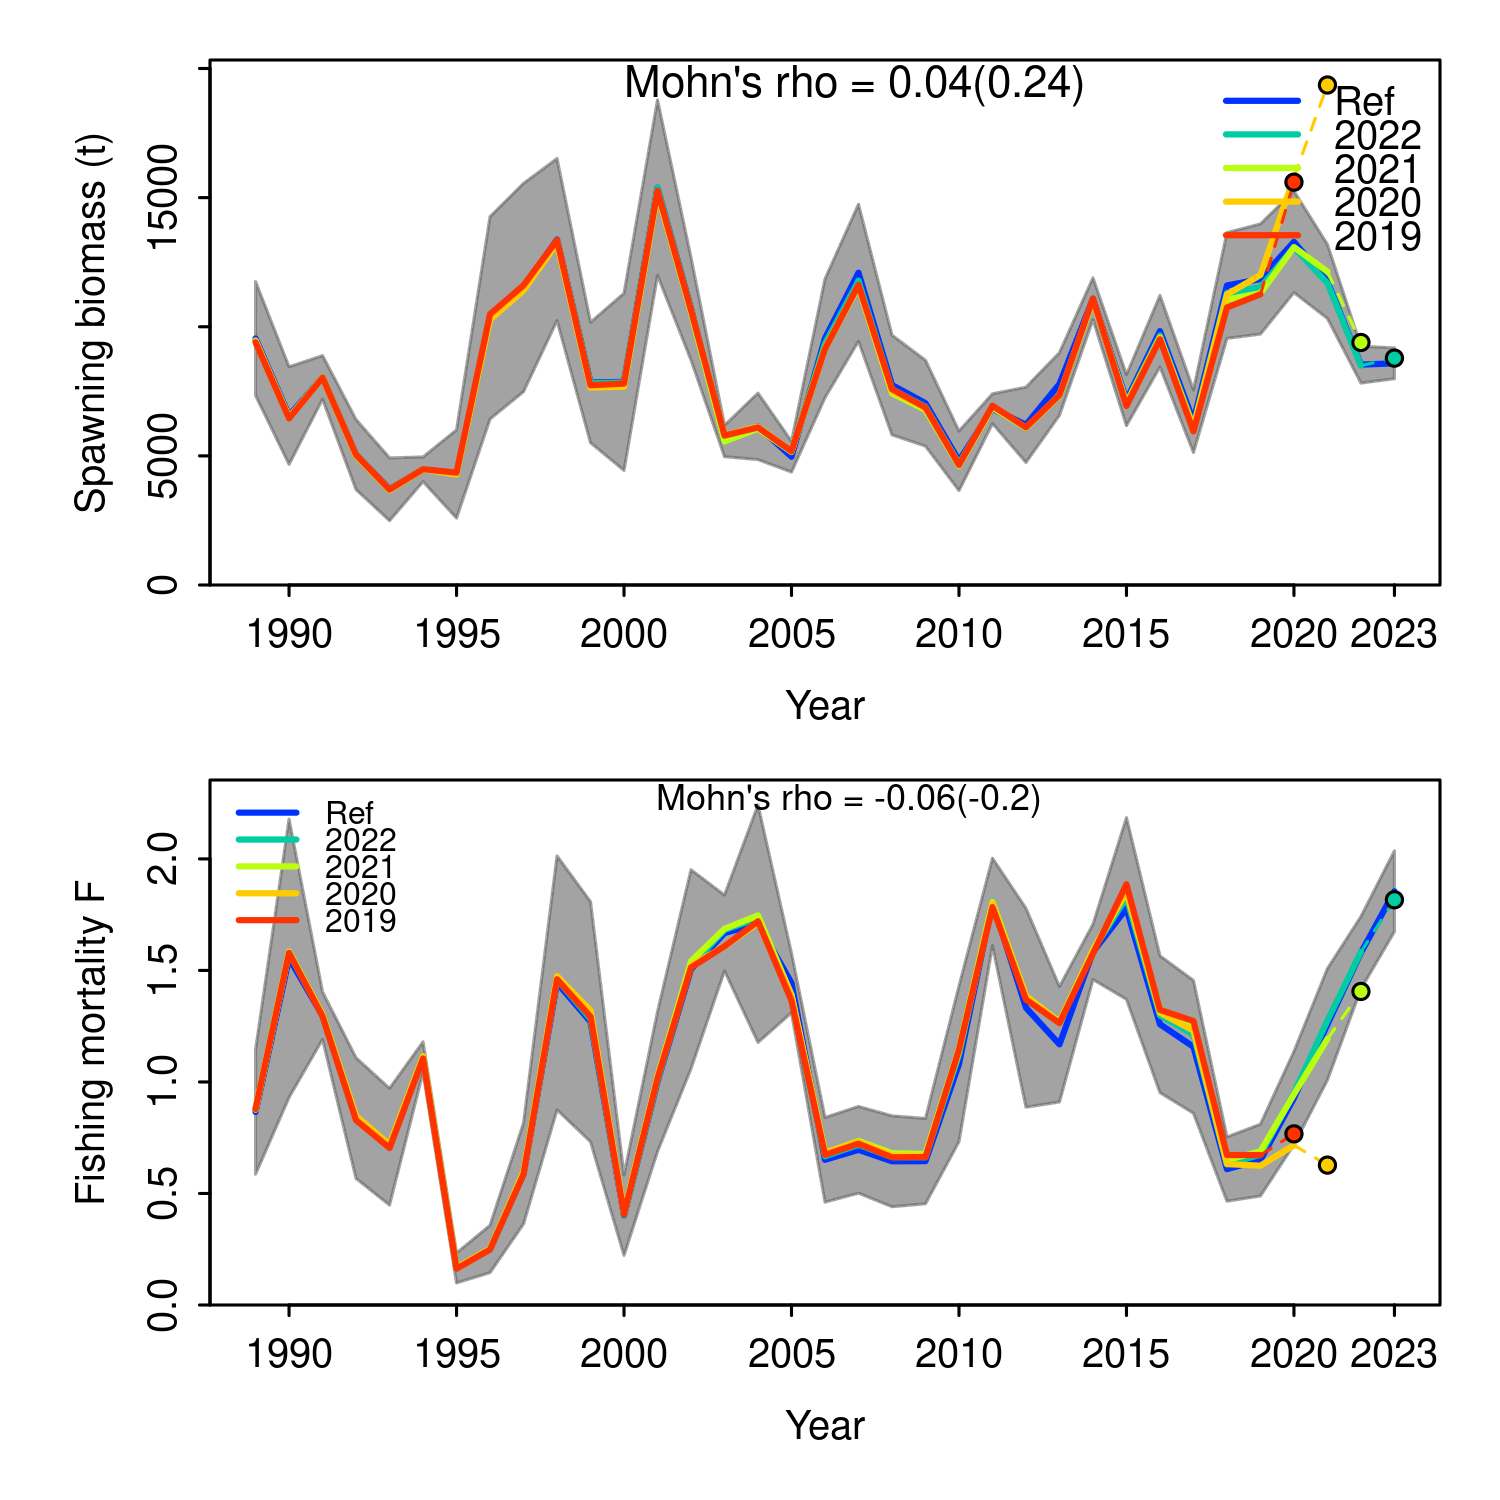 Mohn's rho = 0.04(0.24)
Ref
2022
2021
2020
2019
Spawning biomass (t)
0
5000
15000
1990 1995 2000 2005 2010 2015 2020 2023
Year
Mohn's rho = -0.06(-0.2)
Ref
2022
2021
2020
2019
Fishing mortality F
0.0
0.5
1.0
1.5
2.0
1990 1995 2000 2005 2010 2015 2020 2023
Year